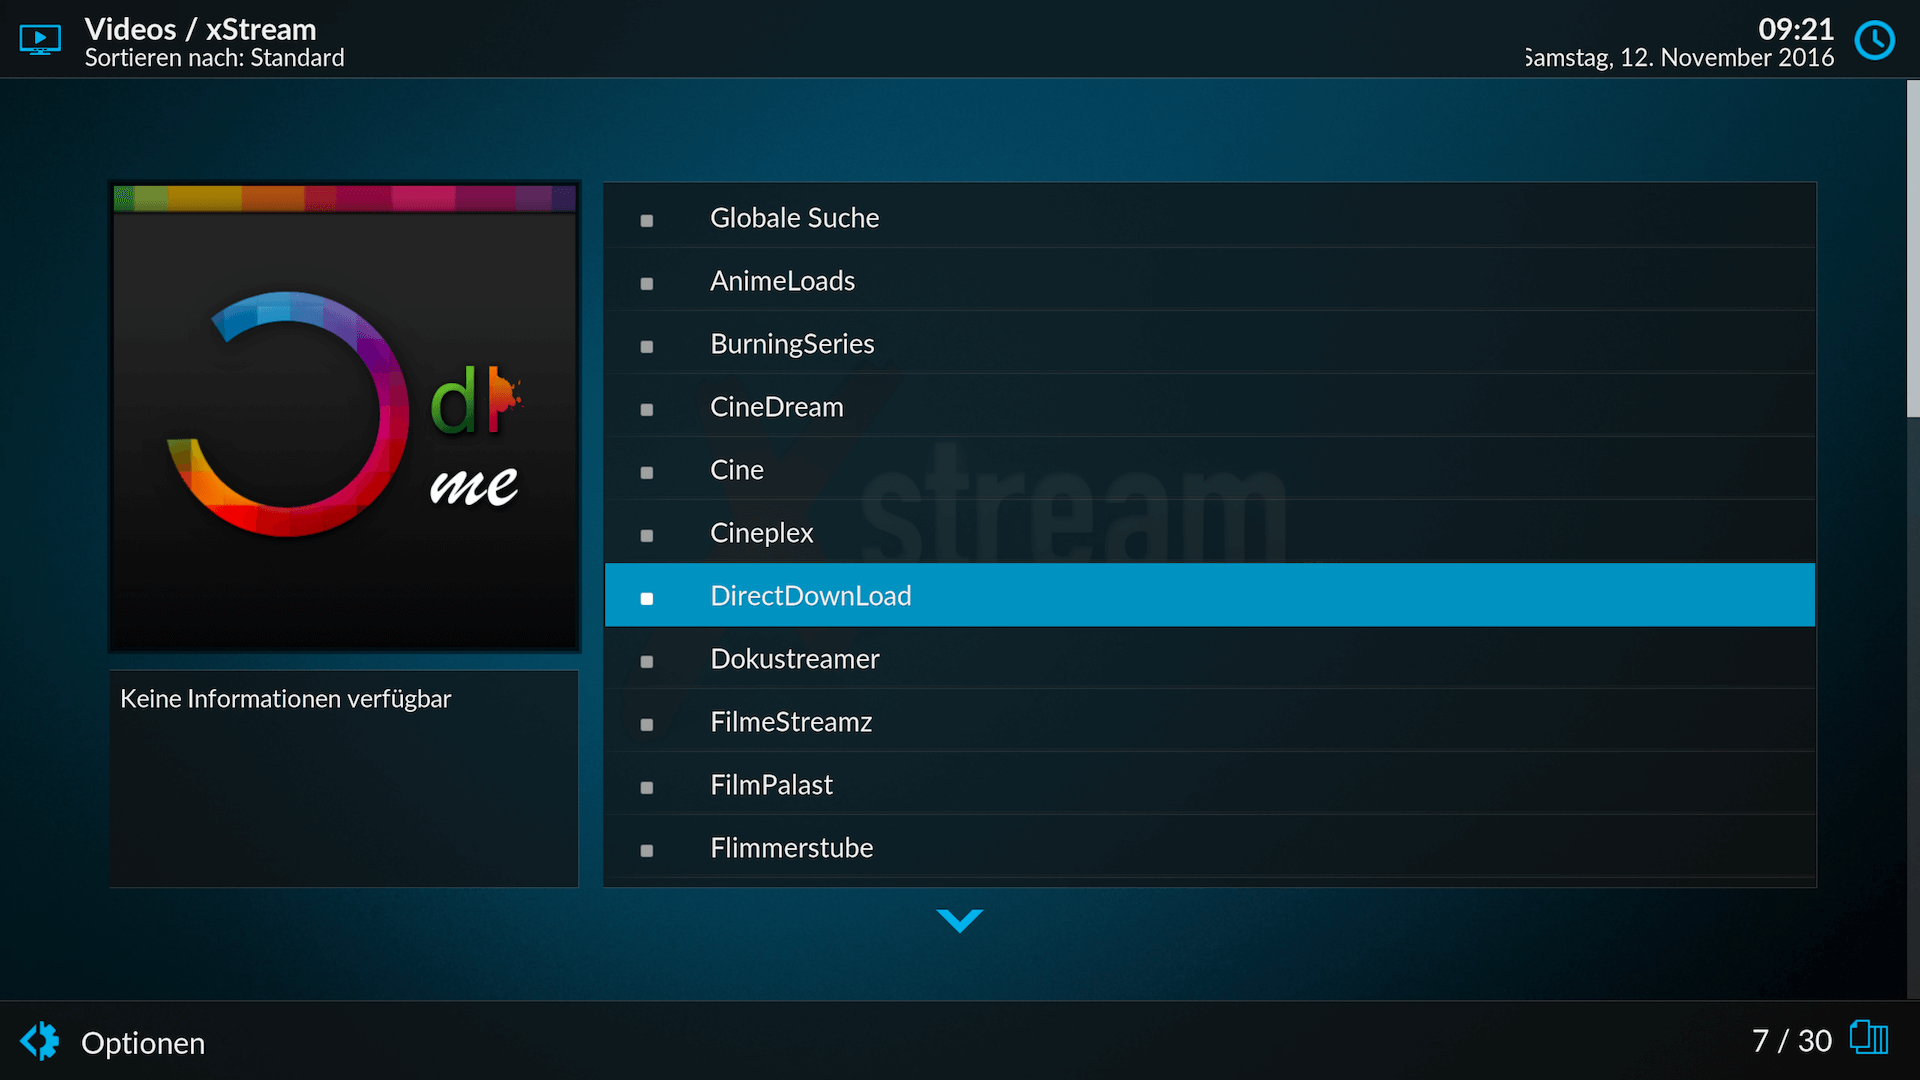 Videos / xStream
Sortieren nach: Standard
09:21
Samstag, 12. November 2016
me
Globale Suche
AnimeLoads
BurningSeries
CineDream
Cine
Cineplex
DirectDownLoad
Dokustreamer
FilmeStreamz
FilmPalast
Flimmerstube
stream
Keine Informationen verfügbar
Optionen
7 / 30